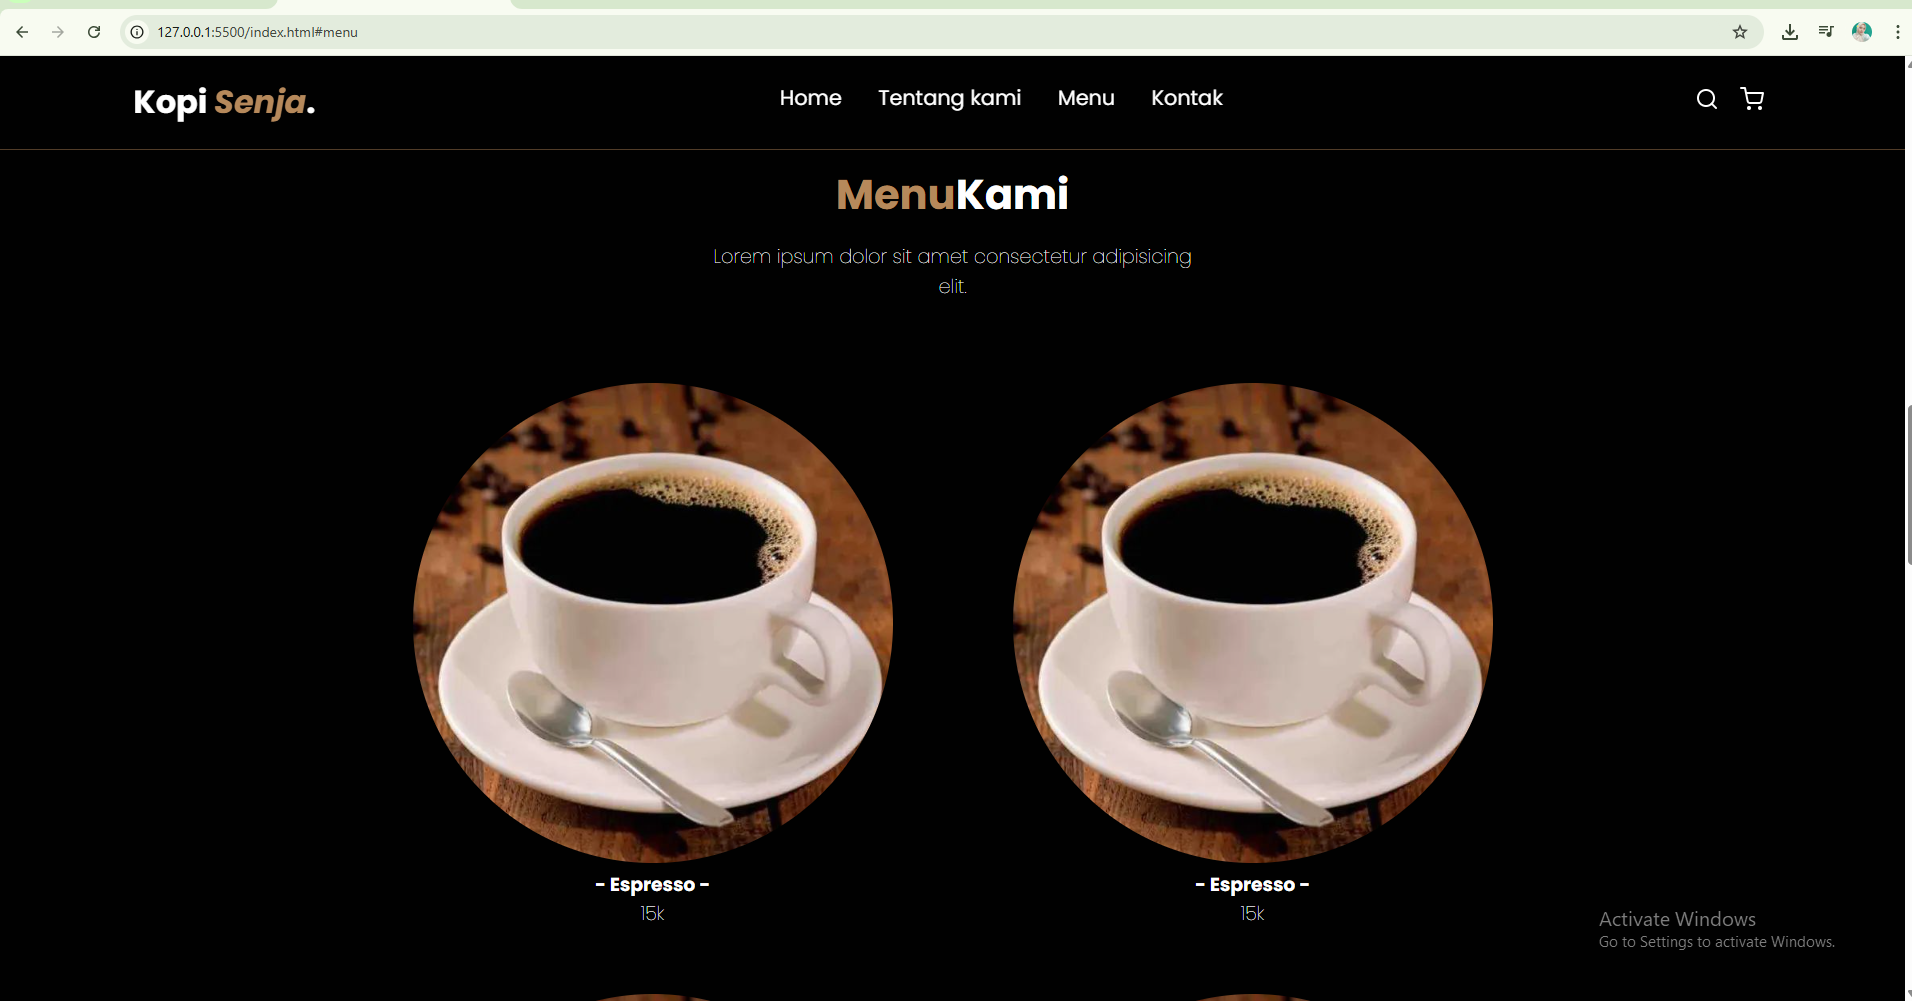 127.0.0.1:5500/index.html#menu
Kopi Senja.
Home Tentang kami Menu Kontak
MenuKami
Lorem ipsum dolor sit amet consectetur adipisicing
elit.
- Espresso - - Espresso -
15k 15k
Activate Windows
Go to Settings to activate Windows.